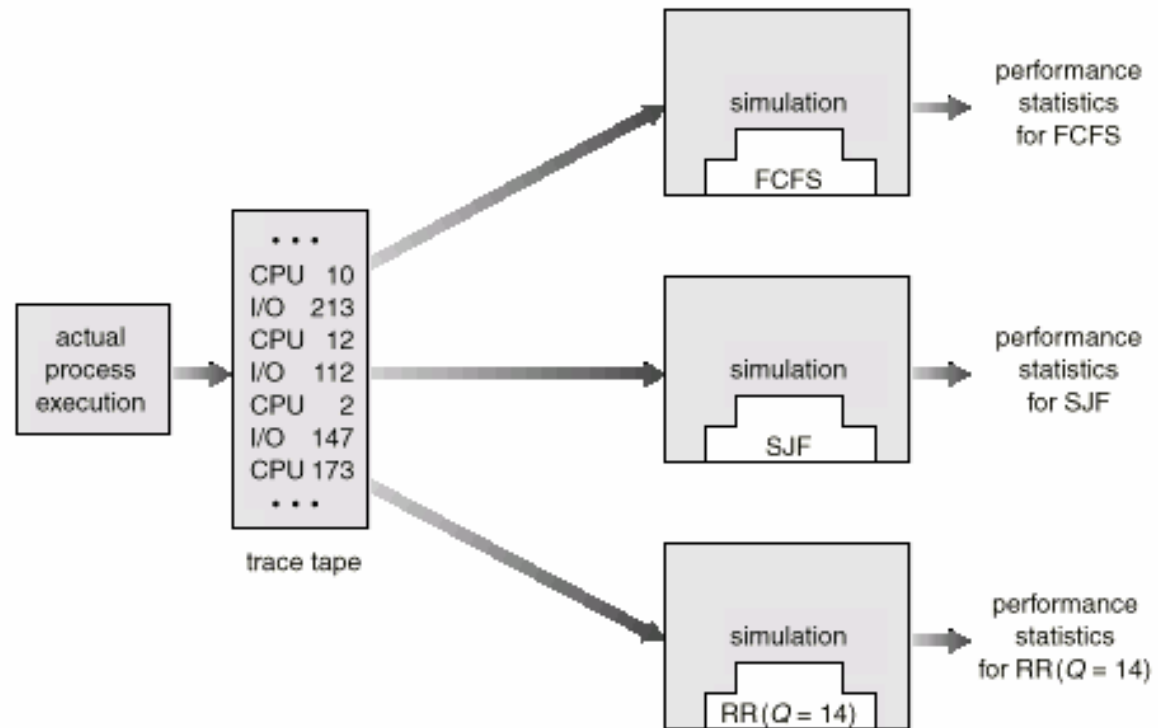 actual
process
execution
• • •
CPU 10
I/O 213
CPU 12
I/O 112
CPU 2
I/O 147
CPU 173
• • •
trace tape
simulation
FCFS
performance
statistics
for FCFS
simulation
SJF
performance
statistics
for SJF
simulation
RR (Q = 14)
performance
statistics
for RR (Q = 14)